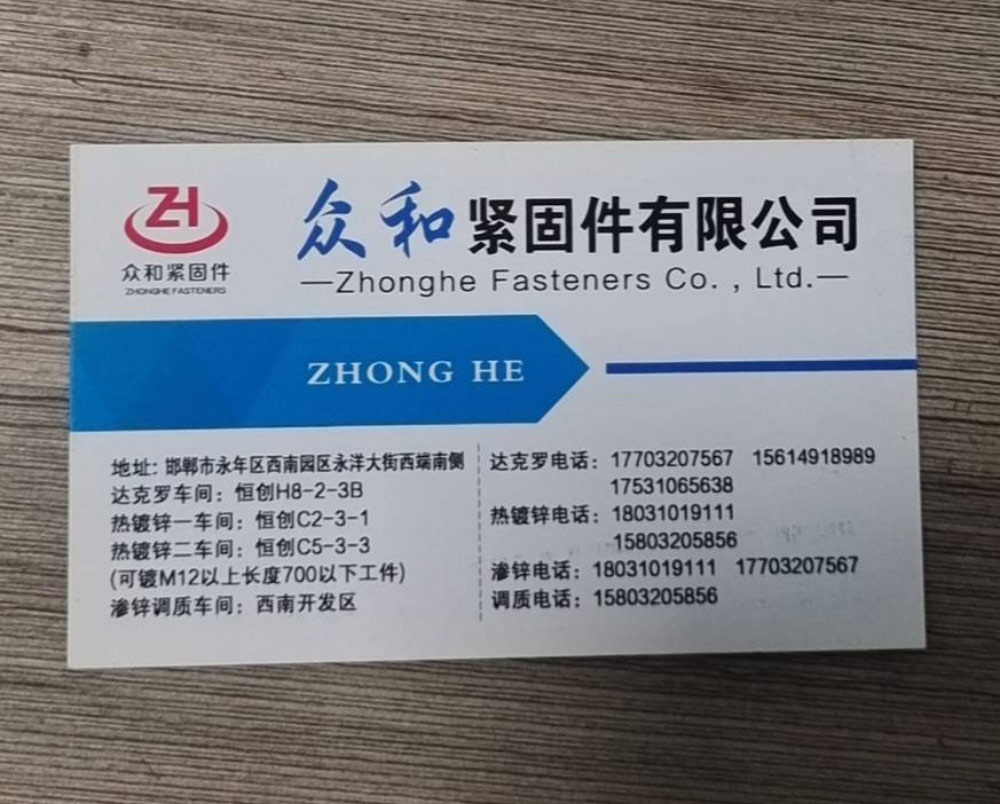 ZH
众和紧固件
ZHONGHE FASTENERS
众和紧固件有限公司
—Zhonghe Fasteners Co. , Ltd.—
ZHONG HE
地址: 邯郸市永年区西南园区永洋大街西端南侧
达克罗车间: 恒创H8-2-3B
热镀锌一车间: 恒创C2-3-1
热镀锌二车间: 恒创C5-3-3
(可镀M12以上长度700以下工件)
渗锌调质车间: 西南开发区
达克罗电话: 17703207567 15614918989
17531065638
热镀锌电话: 18031019111
15803205856
渗锌电话: 18031019111 17703207567
调质电话: 15803205856